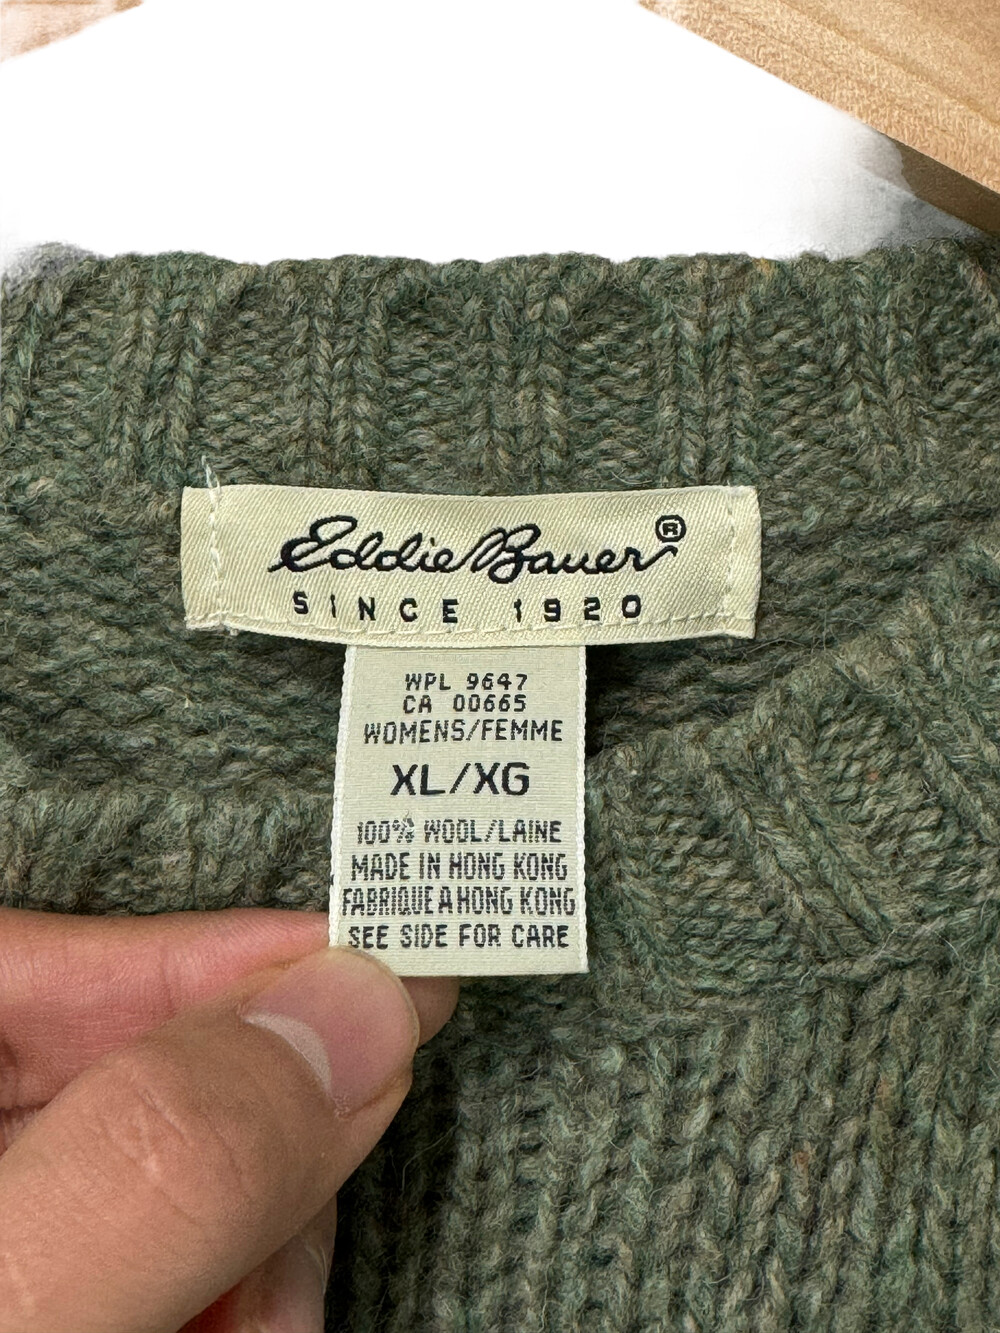 Eddie Bauer®
SINCE 1920
WPL 9647
CA 00665
WOMENS/FEMME
XL/XG
100% WOOL/LAINE
MADE IN HONG KONG
FABRIQUE A HONG KONG
SEE SIDE FOR CARE